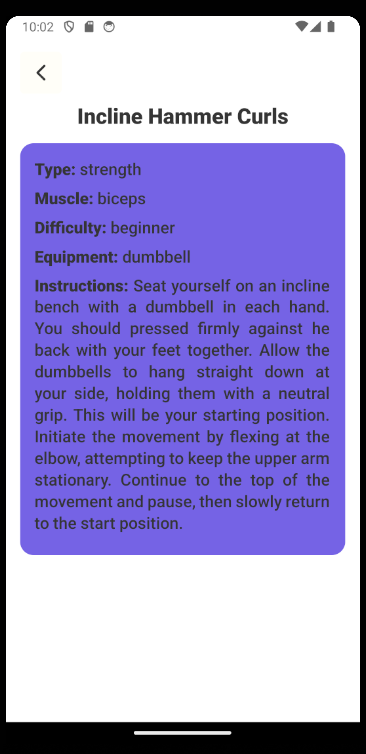 10:02
Incline Hammer Curls
Type: strength
Muscle: biceps
Difficulty: beginner
Equipment: dumbbell
Instructions: Seat yourself on an incline
bench with a dumbbell in each hand.
You should pressed firmly against he
back with your feet together. Allow the
dumbbells to hang straight down at
your side, holding them with a neutral
grip. This will be your starting position.
Initiate the movement by flexing at the
elbow, attempting to keep the upper arm
stationary. Continue to the top of the
movement and pause, then slowly return
to the start position.